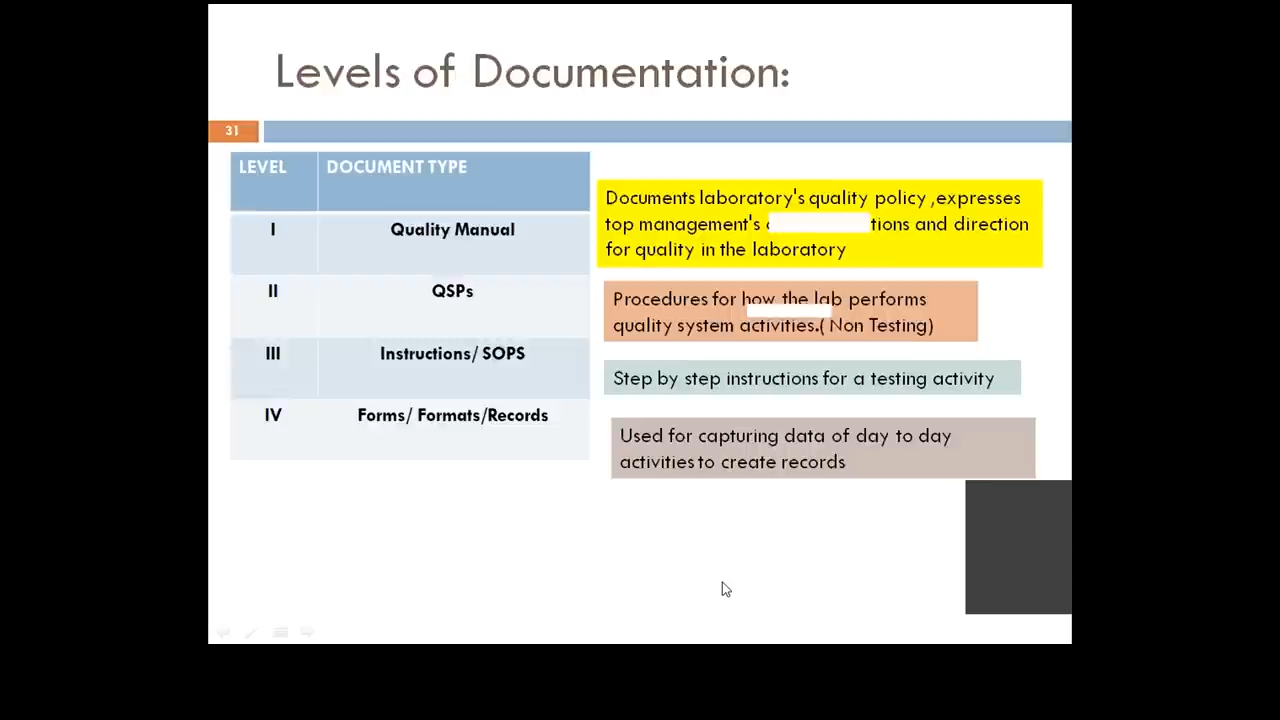 Levels of Documentation:
31
LEVEL DOCUMENT TYPE
I Quality Manual
II QSPs
III Instructions/ SOPS
IV Forms/ Formats/Records
Documents laboratory's quality policy ,expresses
top management's and direction
for quality in the laboratory
Procedures for how the lab performs
quality system activities.( Non Testing)
Step by step instructions for a testing activity
Used for capturing data of day to day
activities to create records